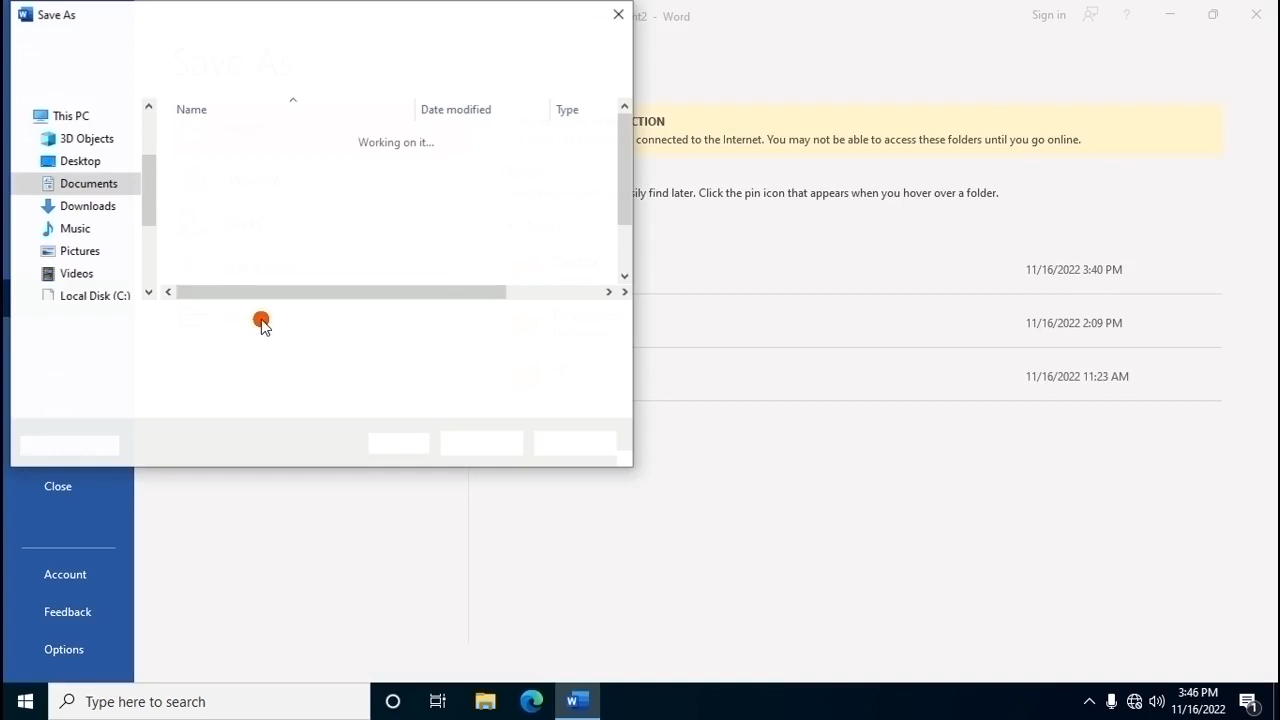 Save As
nt2 - Word
Sign in
?
Save As
This PC
3D Objects
Desktop
Documents
Downloads
Music
Pictures
Videos
Local Disk (C:)
Name
Date modified
Type
Working on it...
CTION
connected to the Internet. You may not be able to access these folders until you go online.
sily find later. Click the pin icon that appears when you hover over a folder.
11/16/2022 3:40 PM
11/16/2022 2:09 PM
11/16/2022 11:23 AM
Close
Account
Feedback
Options
Type here to search
3:46 PM
11/16/2022
1